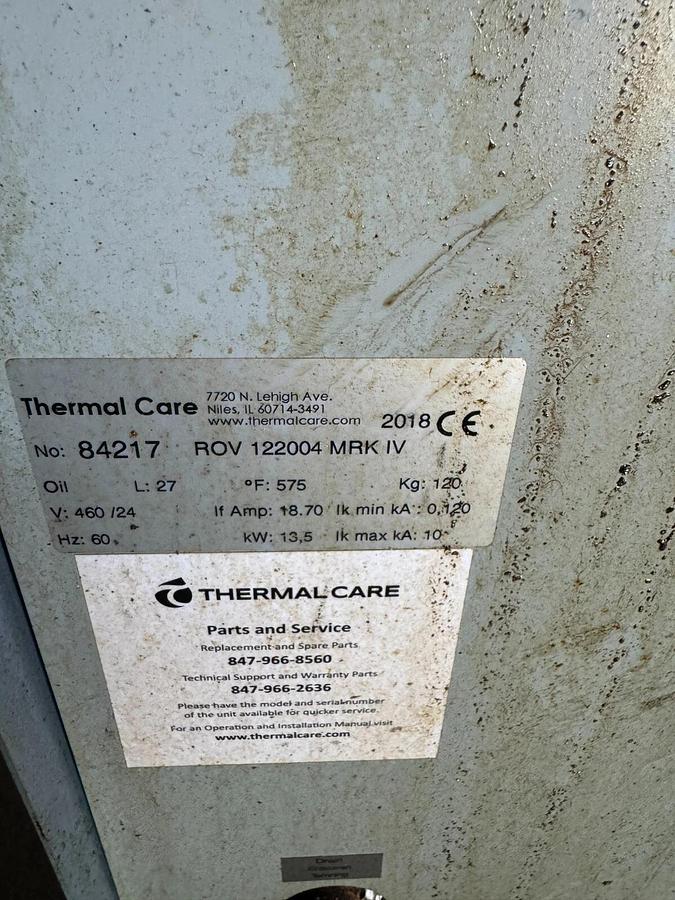 Thermal Care
7720 N. Lehigh Ave.
Niles, IL 60714-3491
www.thermalcare.com
2018 CE
No: 84217 ROV 122004 MRK IV
Oil L: 27 °F: 575 Kg: 120
V: 460 /24 If Amp: 18.70 Ik min kA : 0,120
Hz: 60 kW: 13,5 Ik max kA: 10
THERMALCARE
Parts and Service
Replacement and Spare Parts
847-966-8560
Technical Support and Warranty Parts
847-966-2636
Please have the model and serial number
of the unit available for quicker service.
For an Operation and Installation Manual visit
www.thermalcare.com
Drain